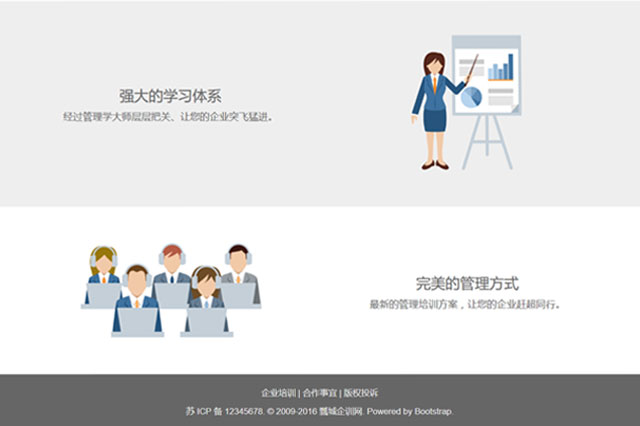 强大的学习体系
经过管理学大师层层把关、让您的企业突飞猛进。
完美的管理方式
最新的管理培训方案，让您的企业赶超同行。
企业培训 | 合作事宜 | 版权投诉
苏 ICP 备 12345678. © 2009-2016 瓢城企训网. Powered by Bootstrap.